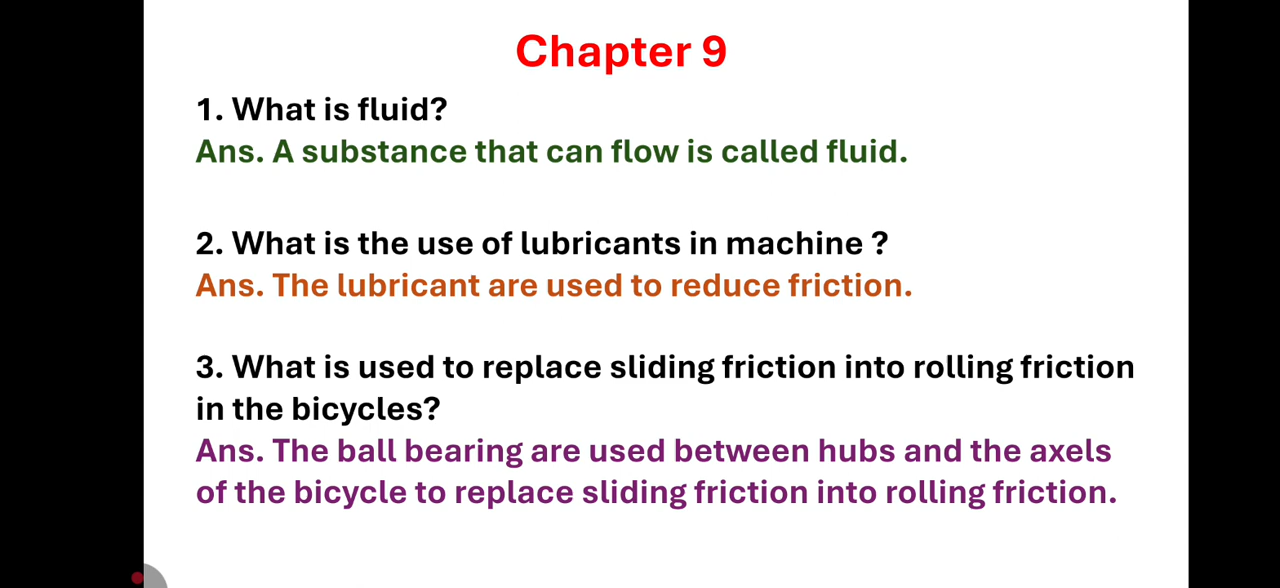 Chapter 9
1. What is fluid?
Ans. A substance that can flow is called fluid.
2. What is the use of lubricants in machine ?
Ans. The lubricant are used to reduce friction.
3. What is used to replace sliding friction into rolling friction
in the bicycles?
Ans. The ball bearing are used between hubs and the axels
of the bicycle to replace sliding friction into rolling friction.